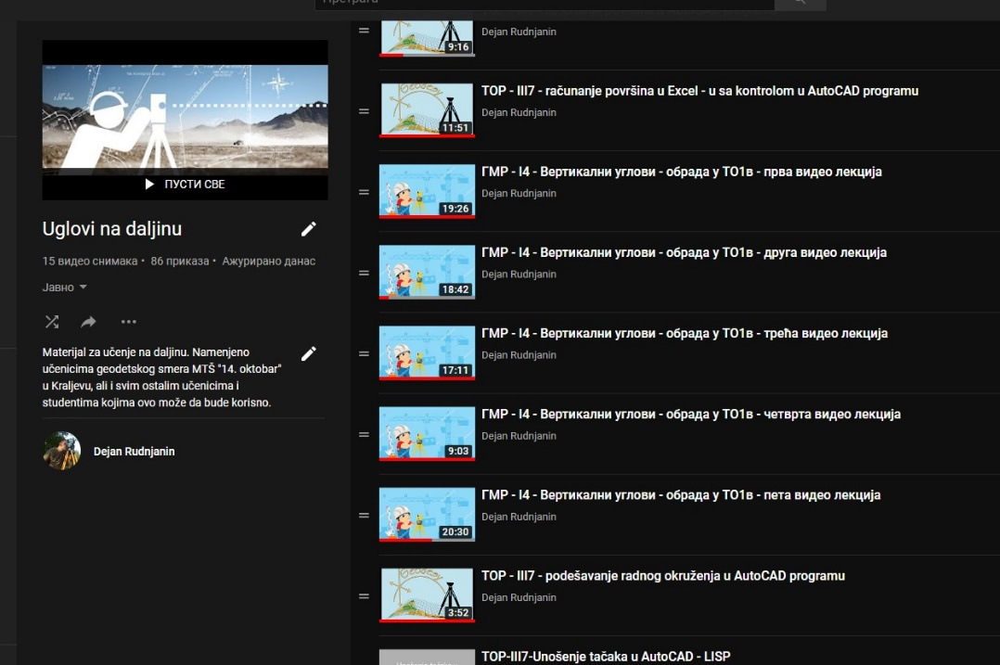 Претрага
ПУСТИ СВЕ
Uglovi na daljinu
15 видео снимака • 86 приказа • Ажурирано данас
Јавно
Materijal za učenje na daljinu. Namenjeno
učenicima geodetskog smera MTŠ "14. oktobar"
u Kraljevu, ali i svim ostalim učenicima i
studentima kojima ovo može da bude korisno.
Dejan Rudnjanin
9:16
Dejan Rudnjanin
11:51
TOP - III7 - računanje površina u Excel - u sa kontrolom u AutoCAD programu
Dejan Rudnjanin
19:26
ГМР - I4 - Вертикални углови - обрада у ТО1в - прва видео лекција
Dejan Rudnjanin
18:42
ГМР - I4 - Вертикални углови - обрада у ТО1в - друга видео лекција
Dejan Rudnjanin
17:11
ГМР - I4 - Вертикални углови - обрада у ТО1в - трећа видео лекција
Dejan Rudnjanin
9:03
ГМР - I4 - Вертикални углови - обрада у ТО1в - четврта видео лекција
Dejan Rudnjanin
20:30
ГМР - I4 - Вертикални углови - обрада у ТО1в - пета видео лекција
Dejan Rudnjanin
Geodesy
3:52
TOP - III7 - podešavanje radnog okruženja u AutoCAD programu
Dejan Rudnjanin
TOP-III7-Unošenje tačaka u AutoCAD - LISP